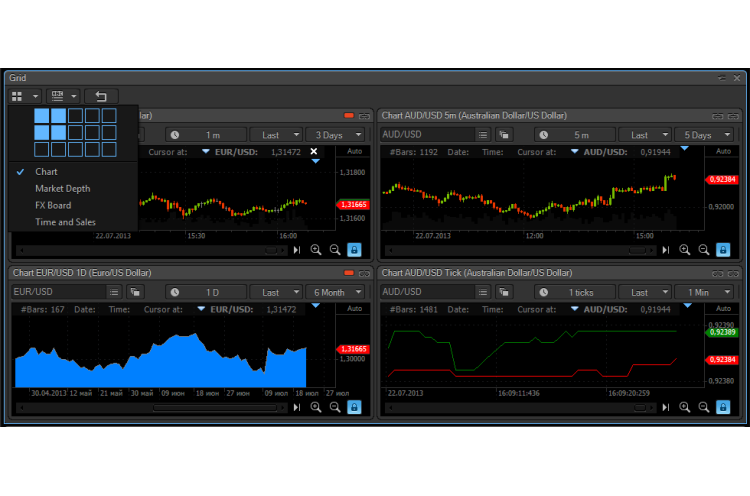 Grid
Chart
Market Depth
FX Board
Time and Sales
lar)
1 m
Last
3 Days
Cursor at:
EUR/USD:
1,31472
Auto
1,31800
1,31665
1,31600
22.07.2013
15:30
16:00
Chart AUD/USD 5m (Australian Dollar/US Dollar)
AUD/USD
5 m
Last
5 Days
#Bars: 1192
Date:
Time:
Cursor at:
AUD/USD:
0,91944
Auto
0,92384
0,92000
22.07.2013
12:00
15:00
Chart EUR/USD 1D (Euro/US Dollar)
EUR/USD
1 D
Last
6 Month
#Bars: 167
Date:
Time:
Cursor at:
EUR/USD:
1,31472
Auto
1,31665
1,30000
30.04.2013
12 май
21 май
30 май
09 июн
18 июн
27 июн
09 июл
18 июл
27 июл
Chart AUD/USD Tick (Australian Dollar/US Dollar)
AUD/USD
1 ticks
Last
1 Min
#Bars: 1481
Date:
Time:
Cursor at:
AUD/USD:
0,91944
Auto
0,92390
0,92389
0,92384
0,92380
22.07.2013
16:09:11:436
16:09:20:259